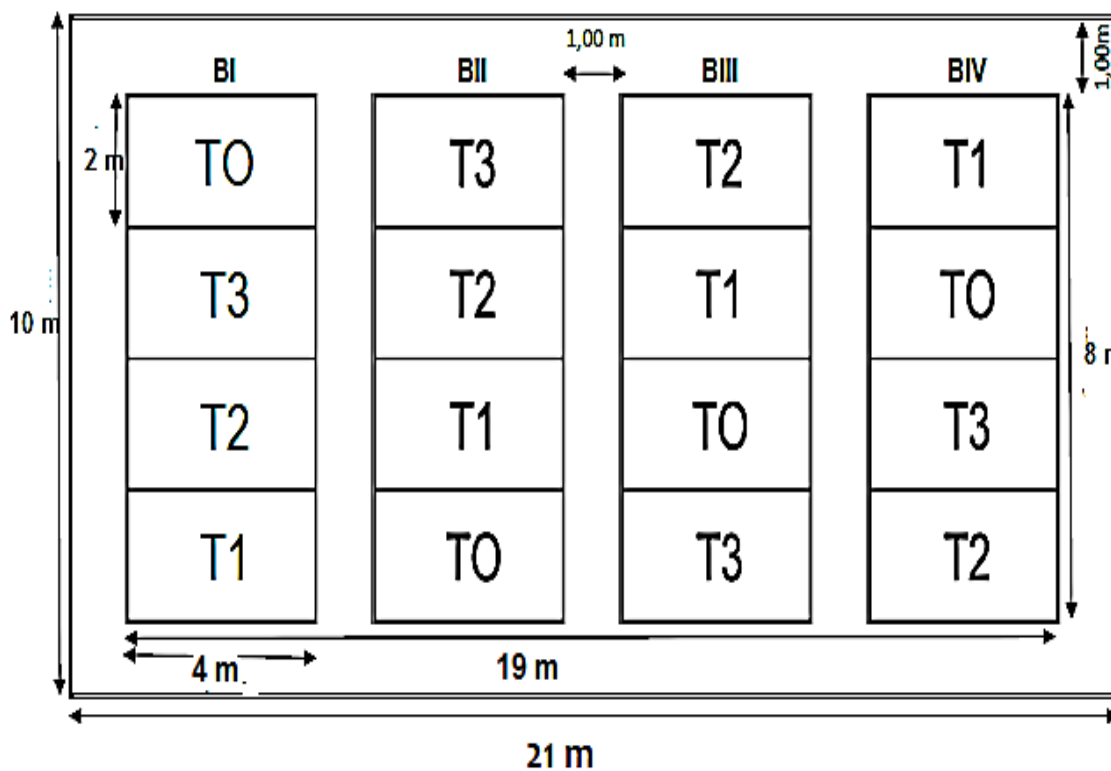 1,00 m
1,00m
BI BII BIII BIV
2 m
TO T3 T2 T1
T3 T2 T1 TO
10 m
8 m
T2 T1 TO T3
T1 TO T3 T2
4 m
19 m
21 m